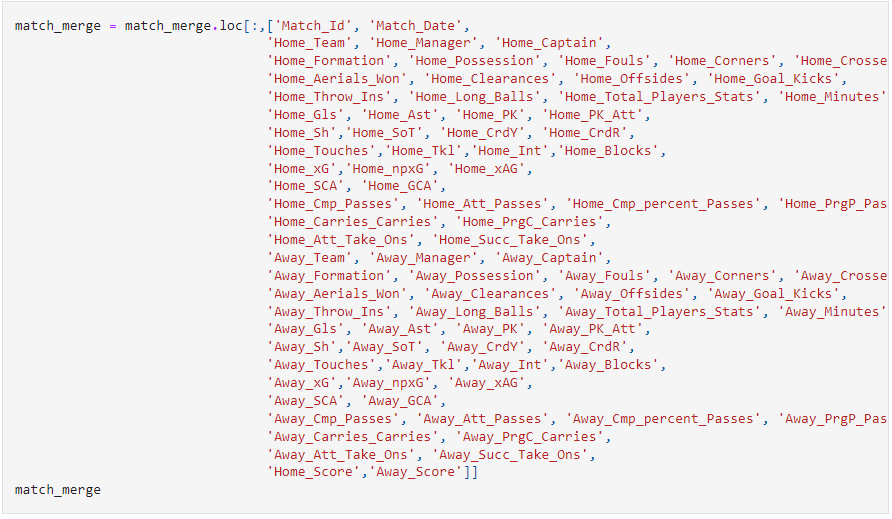 match_merge = match_merge.loc[:,['Match_Id', 'Match_Date',
'Home_Team', 'Home_Manager', 'Home_Captain',
'Home_Formation', 'Home_Possession', 'Home_Fouls', 'Home_Corners', 'Home_Crosse
'Home_Aerials_Won', 'Home_Clearances', 'Home_Offsides', 'Home_Goal_Kicks',
'Home_Throw_Ins', 'Home_Long_Balls', 'Home_Total_Players_Stats', 'Home_Minutes'
'Home_Gls', 'Home_Ast', 'Home_PK', 'Home_PK_Att',
'Home_Sh','Home_SoT', 'Home_CrdY', 'Home_CrdR',
'Home_Touches','Home_Tkl','Home_Int','Home_Blocks',
'Home_xG','Home_npxG', 'Home_xAG',
'Home_SCA', 'Home_GCA',
'Home_Cmp_Passes', 'Home_Att_Passes', 'Home_Cmp_percent_Passes', 'Home_PrgP_Pas
'Home_Carries_Carries', 'Home_PrgC_Carries',
'Home_Att_Take_Ons', 'Home_Succ_Take_Ons',
'Away_Team', 'Away_Manager', 'Away_Captain',
'Away_Formation', 'Away_Possession', 'Away_Fouls', 'Away_Corners', 'Away_Crosse
'Away_Aerials_Won', 'Away_Clearances', 'Away_Offsides', 'Away_Goal_Kicks',
'Away_Throw_Ins', 'Away_Long_Balls', 'Away_Total_Players_Stats', 'Away_Minutes'
'Away_Gls', 'Away_Ast', 'Away_PK', 'Away_PK_Att',
'Away_Sh','Away_SoT', 'Away_CrdY', 'Away_CrdR',
'Away_Touches','Away_Tkl','Away_Int','Away_Blocks',
'Away_xG','Away_npxG', 'Away_xAG',
'Away_SCA', 'Away_GCA',
'Away_Cmp_Passes', 'Away_Att_Passes', 'Away_Cmp_percent_Passes', 'Away_PrgP_Pas
'Away_Carries_Carries', 'Away_PrgC_Carries',
'Away_Att_Take_Ons', 'Away_Succ_Take_Ons',
'Home_Score','Away_Score']]
match_merge